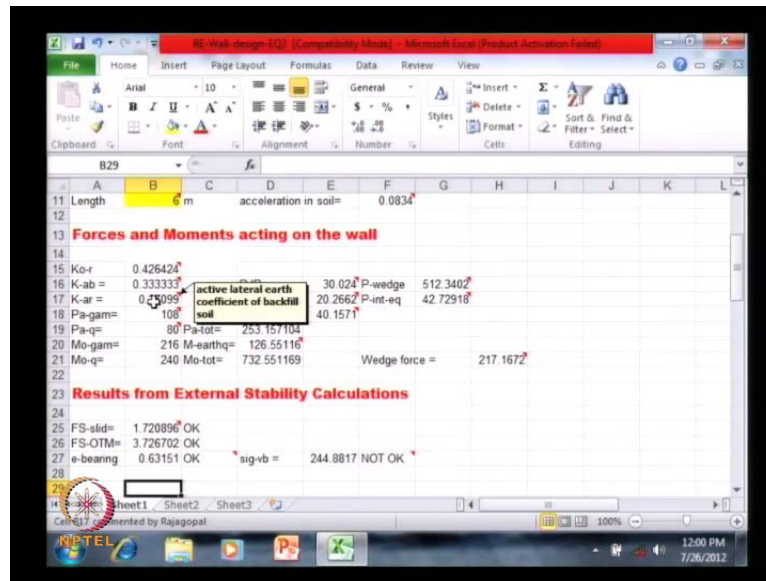 RE-Wall-design-EQ3 [Compatibility Mode] - Microsoft Excel (Product Activation Failed)
File Home Insert Page Layout Formulas Data Review View
Paste
Arial 10
B I U
General
$ - % ,
Styles
Insert
Delete
Format
Sort & Filter
Find & Select
Clipboard Font Alignment Number Cells Editing
B29 fx
A B C D E F G H I J K L
11 Length 6 m acceleration in soil= 0.0834
12
13 Forces and Moments acting on the wall
14
15 Ko-r 0.426424
16 K-ab = 0.333333 30.024 P-wedge 512.3402
17 K-ar = 20.2662 P-int-eq 42.72918
active lateral earth
coefficient of backfill
soil
18 Pa-gam= 108 40.1571
19 Pa-q= 80 Pa-tot= 253.157104
20 Mo-gam= 216 M-earthq= 126.55116
21 Mo-q= 240 Mo-tot= 732.551169 Wedge force = 217.1672
22
23 Results from External Stability Calculations
24
25 FS-slid= 1.720896 OK
26 FS-OTM= 3.726702 OK
27 e-bearing 0.63151 OK sig-vb = 244.8817 NOT OK
28
29
Sheet2 Sheet3
commented by Rajagopal 100%
NPTEL
12:00 PM
7/26/2012